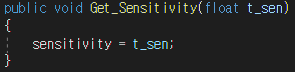 public void Get_Sensitivity(float t_sen)
{
    sensitivity = t_sen;
}